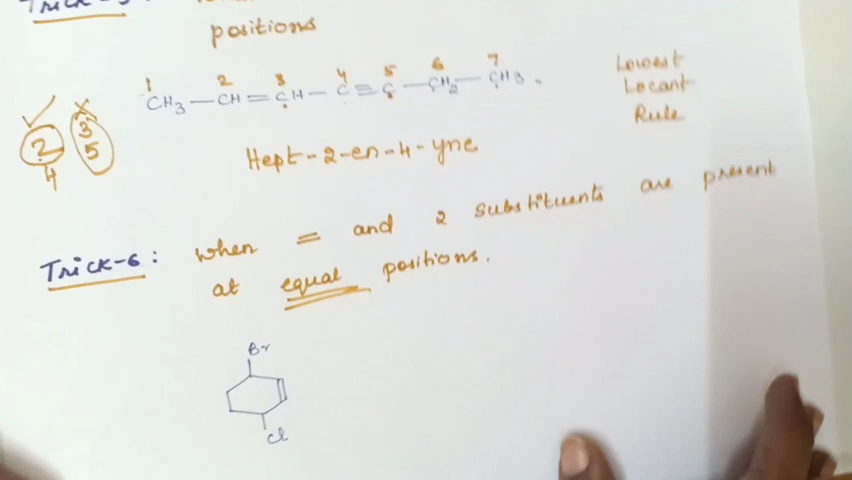 Trick-5:
positions
1 2 3 4 5 6 7
CH3 — CH = CH — C ≡ C — CH2 — CH3.
Lowest
Locant
Rule
✓ ×
2 3
4 5
Hept-2-en-4-yne
Trick-6: when = and 2 substituents are present
at equal positions.
Br
Cl